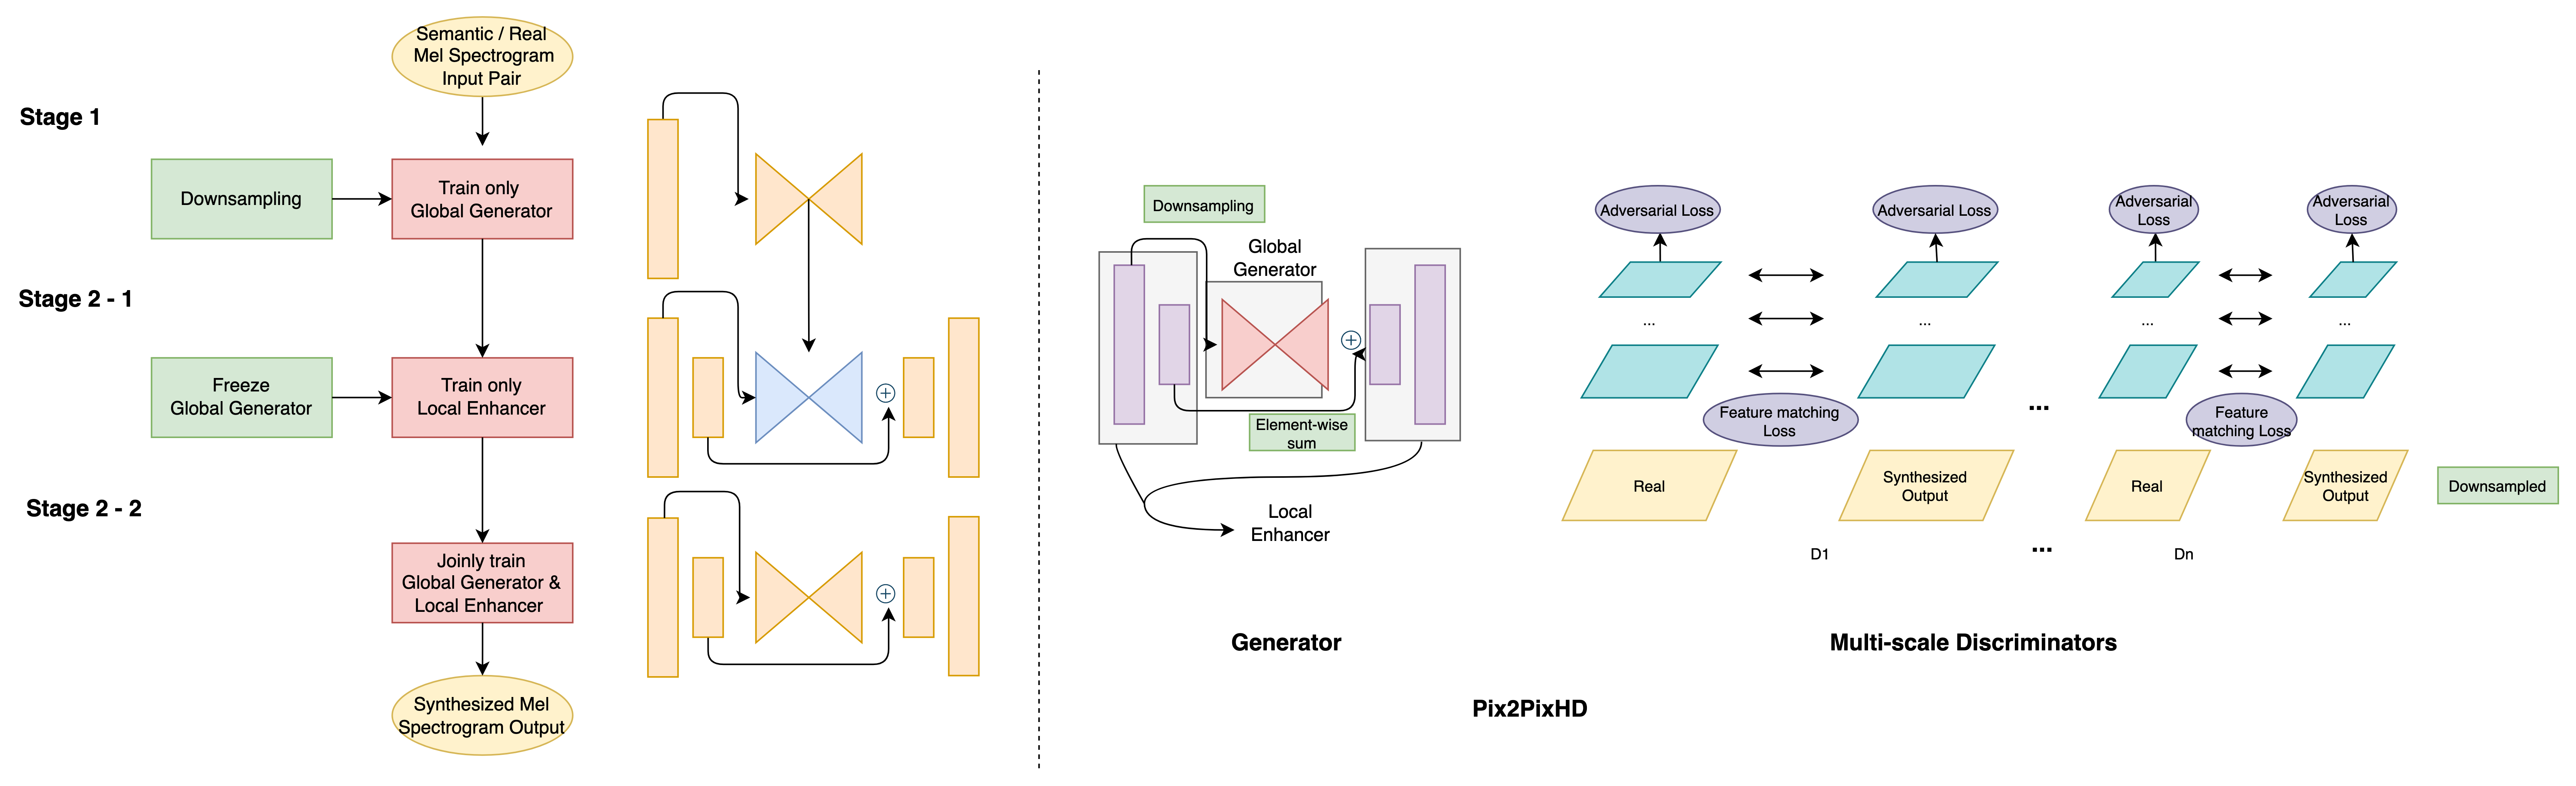 Semantic / Real
Mel Spectrogram
Input Pair
Stage 1
Downsampling
Train only
Global Generator
Stage 2 - 1
Freeze
Global Generator
Train only
Local Enhancer
Stage 2 - 2
Joinly train
Global Generator &
Local Enhancer
Synthesized Mel
Spectrogram Output
Downsampling
Global
Generator
Element-wise
sum
Local
Enhancer
Generator
Adversarial Loss
Adversarial Loss
Adversarial
Loss
Adversarial
Loss
...
...
...
...
Feature matching
Loss
...
Feature
matching Loss
Real
Synthesized
Output
Real
Synthesized
Output
Downsampled
D1
...
Dn
Multi-scale Discriminators
Pix2PixHD